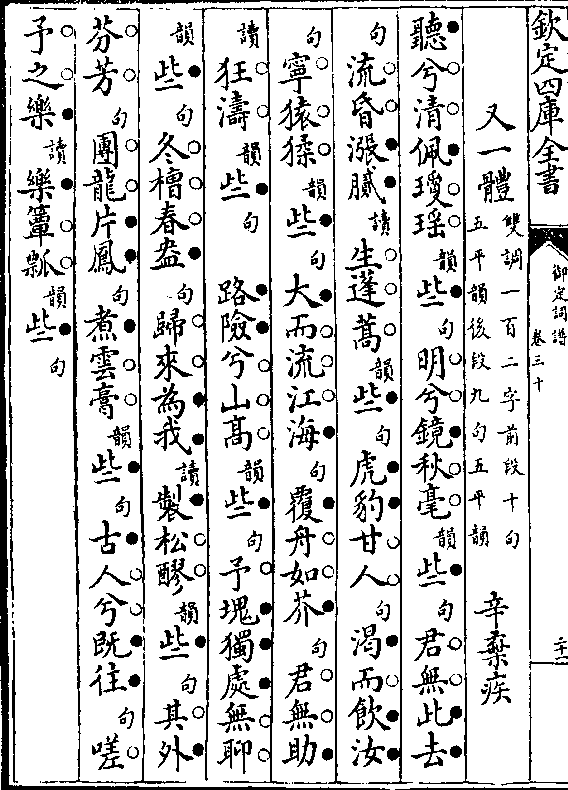 欽定四庫全書
御定詞譜 卷三十 二十一
又一體 雙調一百二字前段十句五平韻後段九句五平韻 辛棄疾
聽兮清佩瓊瑶韻些句明兮鏡秋毫韻些句君無此去
句流昏漲膩讀生蓬蒿韻些句虎豹甘人句渴而飲汝
句寧猿猱韻些句大而流江海句覆舟如芥句君無助
讀狂濤韻些句 路險兮山高韻些句予塊獨處無聊
韻些句冬槽春盎句歸來為我讀製松醪韻些句其外
芬芳句團龍片鳳句煮雲膏韻些句古人兮既往句嗟
予之樂讀樂簞瓢韻些句